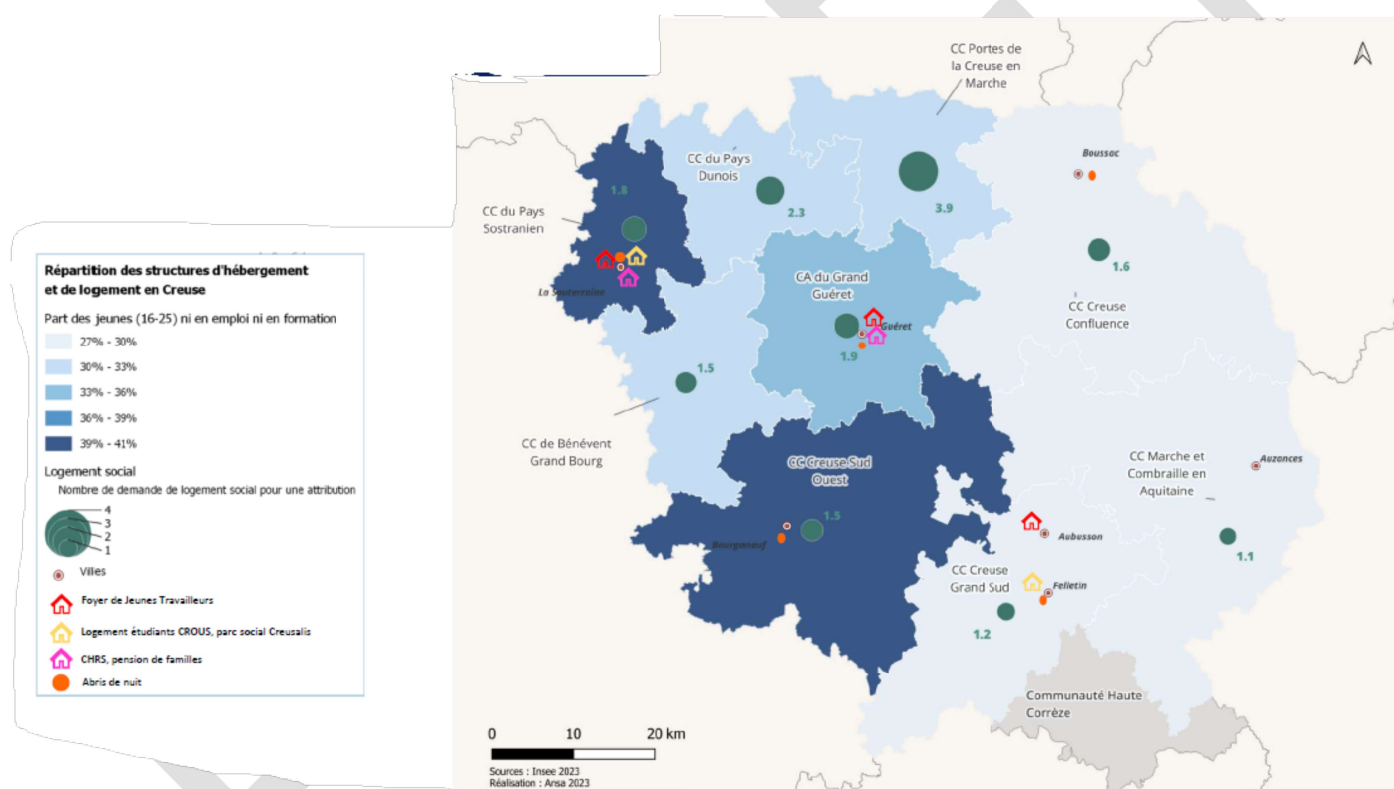 Répartition des structures d'hébergement
et de logement en Creuse
Part des jeunes (16-25) ni en emploi ni en formation
27% - 30%
30% - 33%
33% - 36%
36% - 39%
39% - 41%
Logement social
Nombre de demande de logement social pour une attribution
4
3
2
1
Villes
Foyer de Jeunes Travailleurs
Logement étudiants CROUS, parc social Creusalis
CHRS, pension de familles
Abris de nuit
CC Portes de
la Creuse en
Marche
CC du Pays
Dunois
Boussac
1.8
2.3
3.9
CC du Pays
Sostranien
1.6
La Souterraine
CA du Grand
Guéret
Guéret
1.9
CC Creuse
Confluence
1.5
CC de Bénévent
Grand Bourg
CC Creuse Sud
Ouest
1.5
Bourganeuf
CC Marche et
Combraille en
Aquitaine
Auzances
1.1
Aubusson
CC Creuse
Grand Sud
Felletin
1.2
Communauté Haute
Corrèze
0 10 20 km
Sources : Insee 2023
Réalisation : Ansa 2023